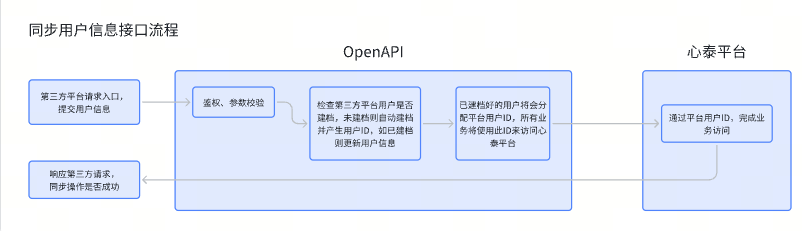 同步用户信息接口流程
OpenAPI
心泰平台
第三方平台请求入口，
提交用户信息
鉴权、参数校验
检查第三方平台用户是否
建档，未建档则自动建档
并产生用户ID，如已建档
则更新用户信息
已建档好的用户将会分
配平台用户ID，所有业
务将使用此ID来访问心
泰平台
通过平台用户ID，完成业
务访问
响应第三方请求，
同步操作是否成功